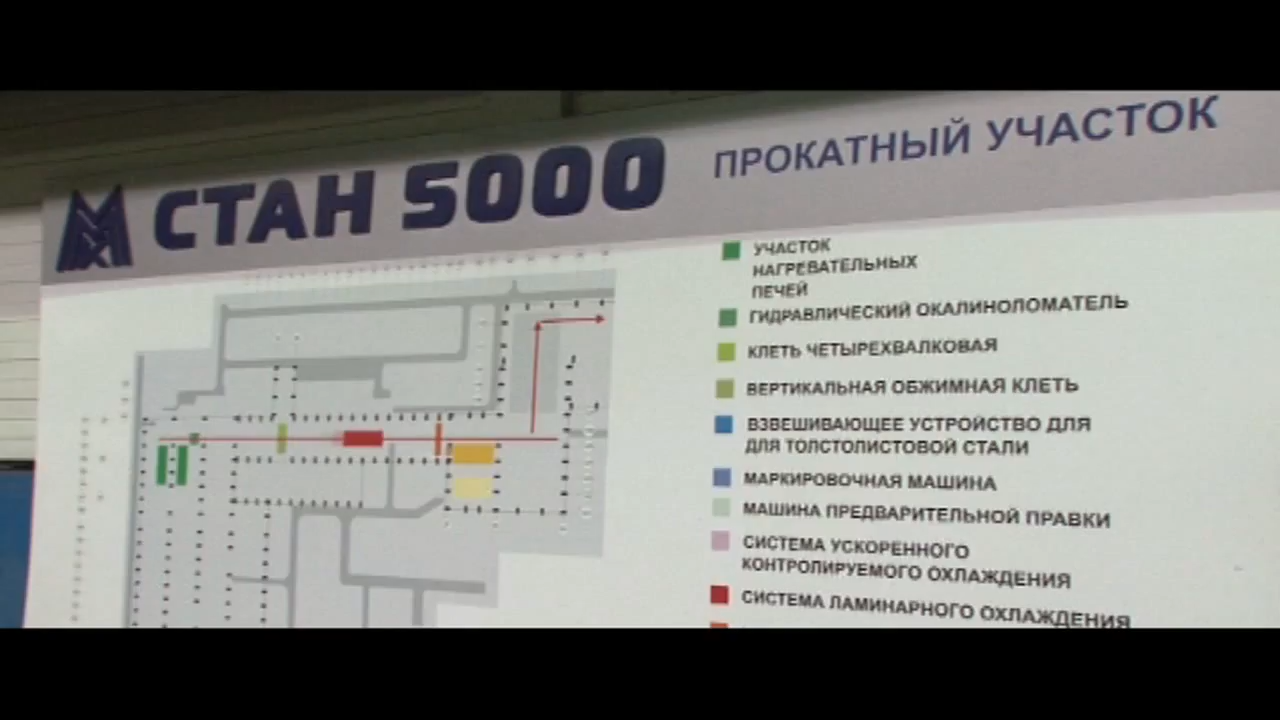 СТАН 5000
ПРОКАТНЫЙ УЧАСТОК
УЧАСТОК
НАГРЕВАТЕЛЬНЫХ
ПЕЧЕЙ
ГИДРАВЛИЧЕСКИЙ ОКАЛИНОЛОМАТЕЛЬ
КЛЕТЬ ЧЕТЫРЕХВАЛКОВАЯ
ВЕРТИКАЛЬНАЯ ОБЖИМНАЯ КЛЕТЬ
ВЗВЕШИВАЮЩЕЕ УСТРОЙСТВО ДЛЯ
ДЛЯ ТОЛСТОЛИСТОВОЙ СТАЛИ
МАРКИРОВОЧНАЯ МАШИНА
МАШИНА ПРЕДВАРИТЕЛЬНОЙ ПРАВКИ
СИСТЕМА УСКОРЕННОГО
КОНТРОЛИРУЕМОГО ОХЛАЖДЕНИЯ
СИСТЕМА ЛАМИНАРНОГО ОХЛАЖДЕНИЯ